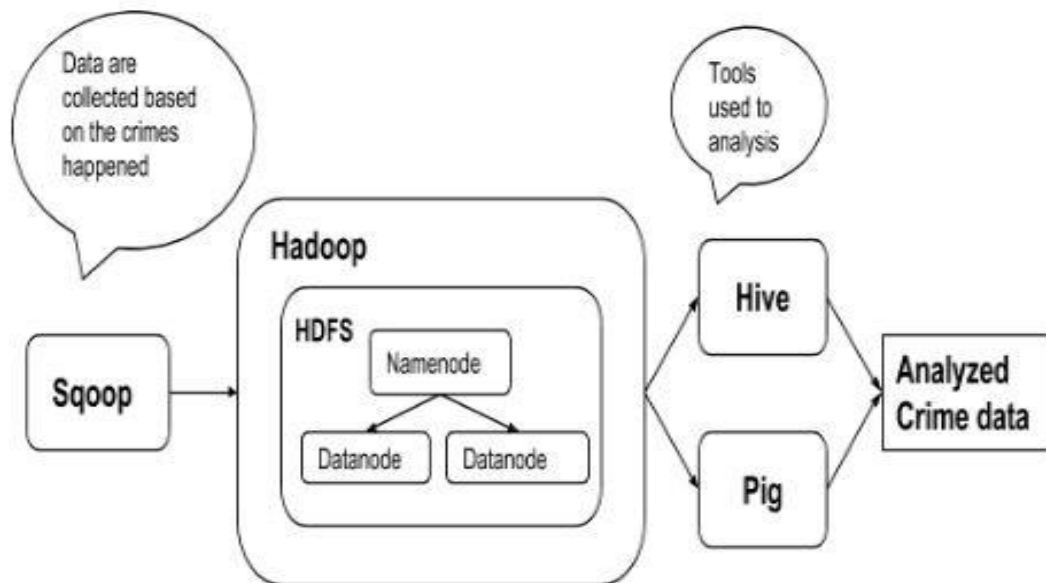 Data are
collected based
on the crimes
happened
Tools
used to
analysis
Hadoop
HDFS
Namenode
Datanode
Datanode
Sqoop
Hive
Pig
Analyzed
Crime data